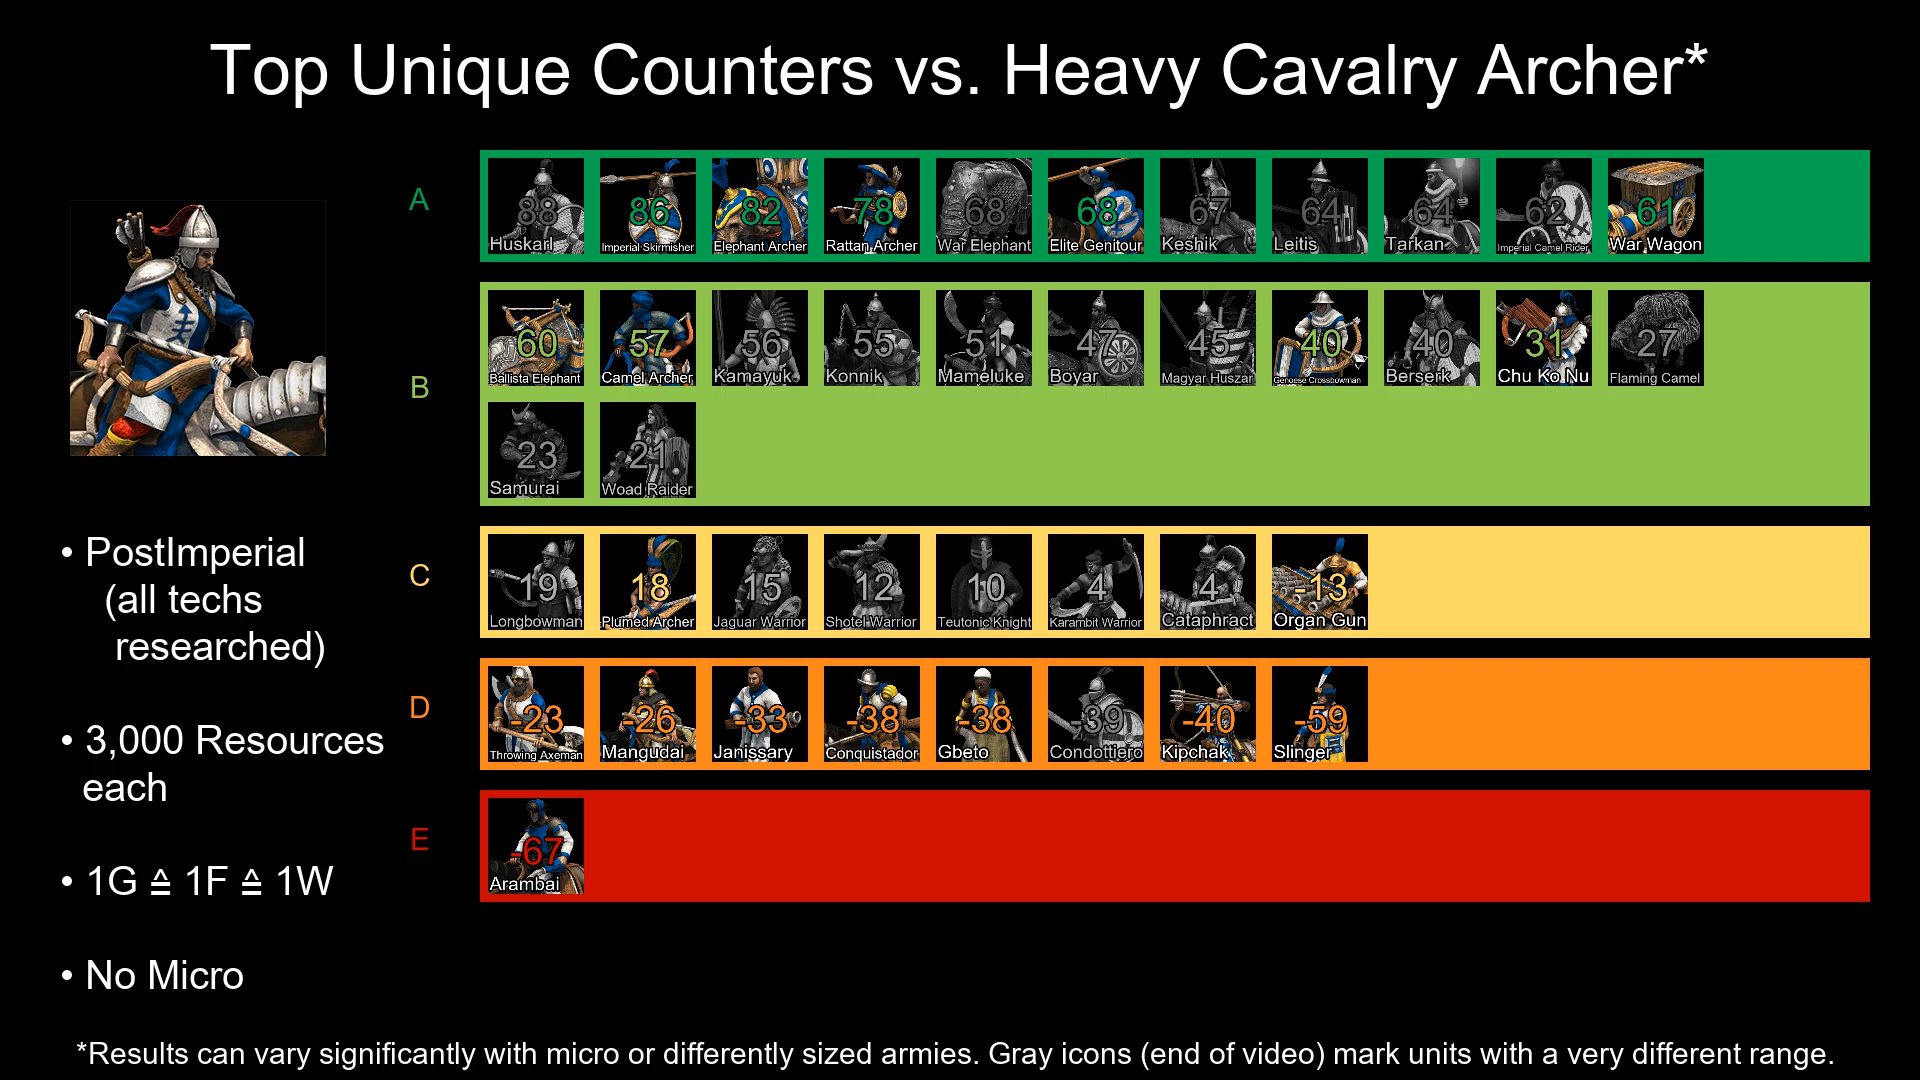 Top Unique Counters vs. Heavy Cavalry Archer*
A
88 86 82 78 68 68 67 64 64 62 61
Huskarl Imperial Skirmisher Elephant Archer Rattan Archer War Elephant Elite Genitour Keshik Leitis Tarkan Imperial Camel Rider War Wagon
B
60 57 56 55 51 47 45 40 40 31 27
Ballista Elephant Camel Archer Kamayuk Konnik Mameluke Boyar Magyar Huszar Genoese Crossbowman Berserk Chu Ko Nu Flaming Camel
23 21
Samurai Woad Raider
C
19 18 15 12 10 4 4 -13
Longbowman Plumed Archer Jaguar Warrior Shotel Warrior Teutonic Knight Karambit Warrior Cataphract Organ Gun
D
-23 -26 -33 -38 -38 -39 -40 -59
Throwing Axeman Mangudai Janissary Conquistador Gbeto Condottiero Kipchak Slinger
E
-67
Arambai
• PostImperial
(all techs
researched)
• 3,000 Resources
each
• 1G ≙ 1F ≙ 1W
• No Micro
*Results can vary significantly with micro or differently sized armies. Gray icons (end of video) mark units with a very different range.